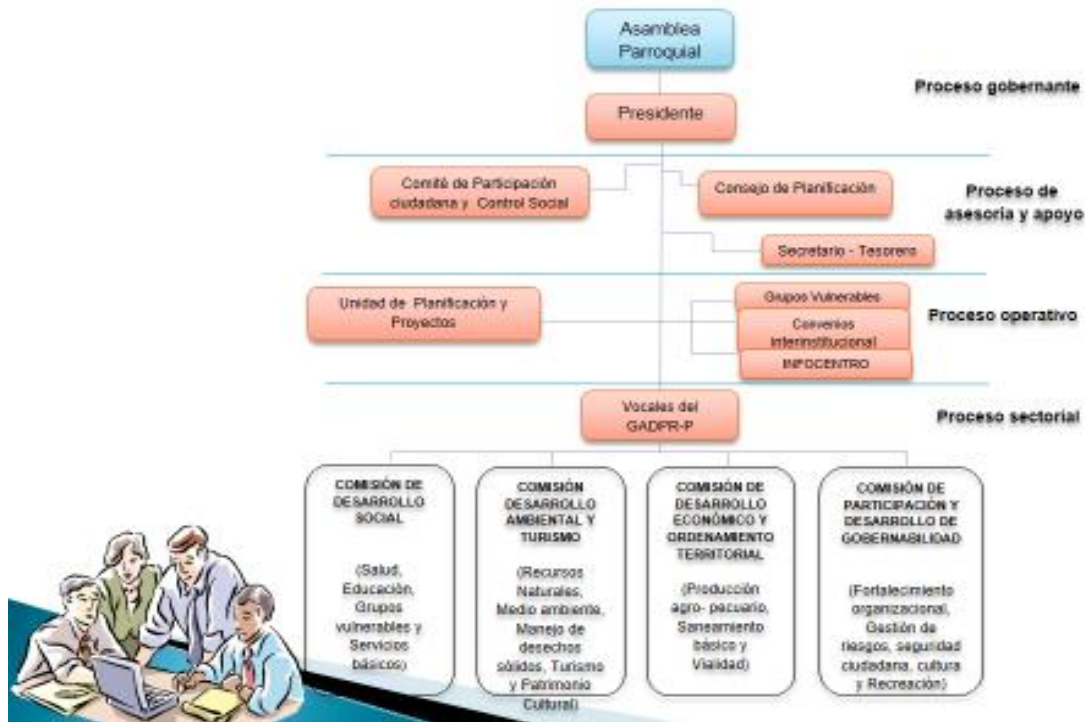 Asamblea
Parroquial
Proceso gobernante
Presidente
Comité de Participación
ciudadana y Control Social
Consejo de Planificación
Proceso de
asesoría y apoyo
Secretario - Tesorero
Unidad de Planificación y
Proyectos
Grupos Vulnerables
Convenios
Interinstitucional
INFOCENTRO
Proceso operativo
Vocales del
GADPR-P
Proceso sectorial
COMISIÓN DE
DESARROLLO
SOCIAL
(Salud,
Educación,
Grupos
vulnerables y
Servicios
básicos)
COMISIÓN
DESARROLLO
AMBIENTAL Y
TURISMO
(Recursos
Naturales,
Medio ambiente,
Manejo de
desechos
sólidos, Turismo
y Patrimonio
Cultural)
COMISIÓN DE
DESARROLLO
ECONÓMICO Y
ORDENAMIENTO
TERRITORIAL
(Producción
agro- pecuario,
Saneamiento
básico y
Vialidad)
COMISIÓN DE
PARTICIPACIÓN Y
DESARROLLO DE
GOBERNABILIDAD
(Fortalecimiento
organizacional,
Gestión de
riesgos, seguridad
ciudadana, cultura
y Recreación)